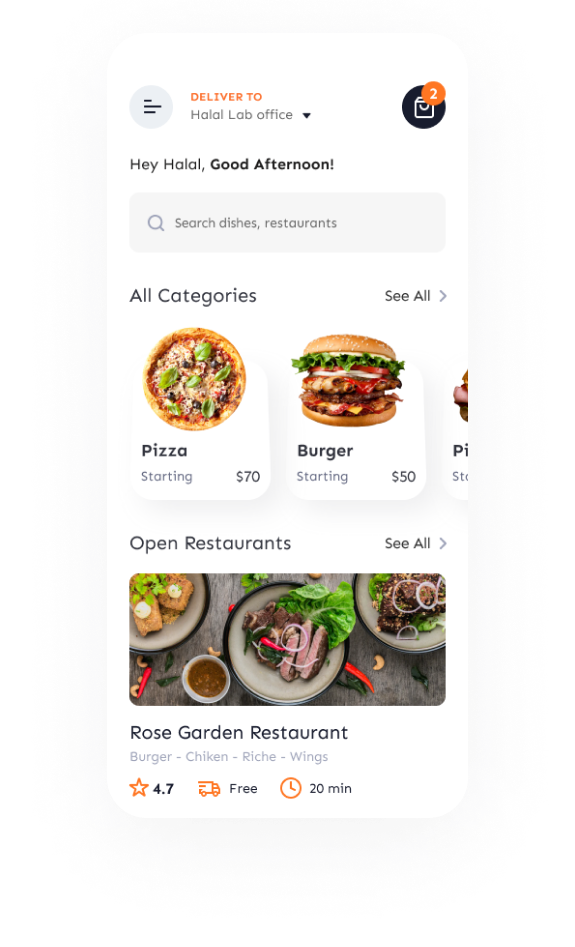 DELIVER TO
2
Halal Lab office
Hey Halal, Good Afternoon!
Search dishes, restaurants
All Categories
See All
Pizza
Burger
Pi
Starting
$70
Starting
$50
Sta
Open Restaurants
See All
Rose Garden Restaurant
Burger - Chiken - Riche - Wings
4.7
Free
20 min